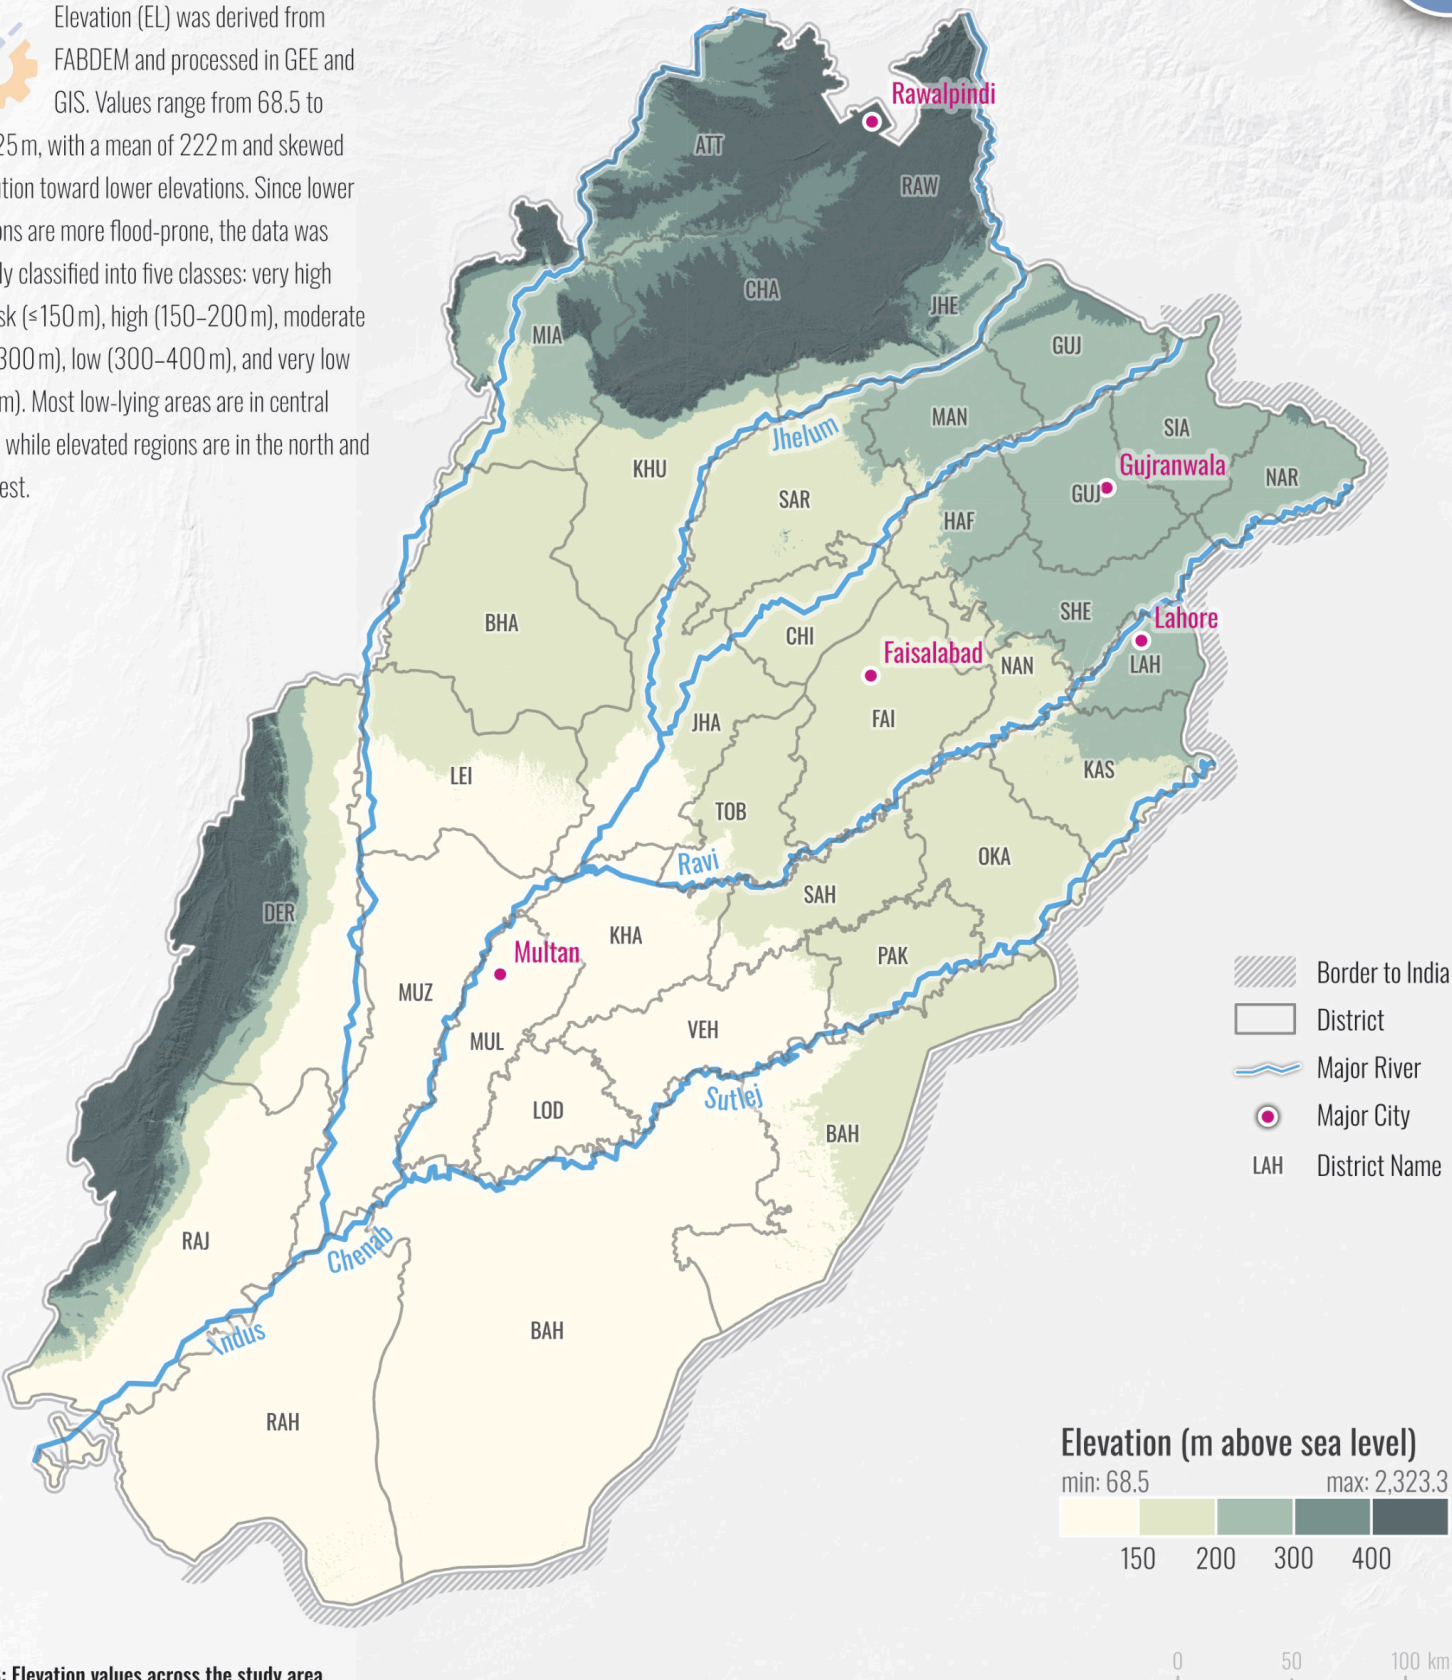 Elevation (EL) was derived from
FABDEM and processed in GEE and
GIS. Values range from 68.5 to
25 m, with a mean of 222 m and skewed
tion toward lower elevations. Since lower
ons are more flood-prone, the data was
ly classified into five classes: very high
sk (≤150 m), high (150–200 m), moderate
300 m), low (300–400 m), and very low
m). Most low-lying areas are in central
while elevated regions are in the north and
est.
Rawalpindi
ATT
RAW
CHA
JHE
MIA
GUJ
MAN
Jhelum
SIA
KHU
Gujranwala
NAR
SAR
GUJ
HAF
BHA
SHE
Lahore
CHI
Faisalabad
NAN
LAH
JHA
FAI
LEI
KAS
TOB
OKA
Ravi
SAH
DER
KHA
Multan
PAK
MUZ
VEH
MUL
Sutlej
LOD
BAH
RAJ
Chenab
Indus
BAH
RAH
Border to India
District
Major River
Major City
LAH District Name
Elevation (m above sea level)
min: 68.5 max: 2,323.3
150 200 300 400
0 50 100 km
: Elevation values across the study area